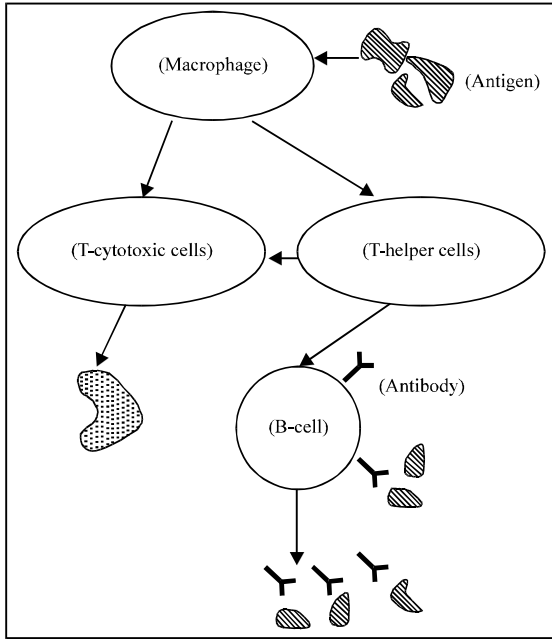 (Macrophage)
(Antigen)
(T-cytotoxic cells)
(T-helper cells)
(Antibody)
(B-cell)